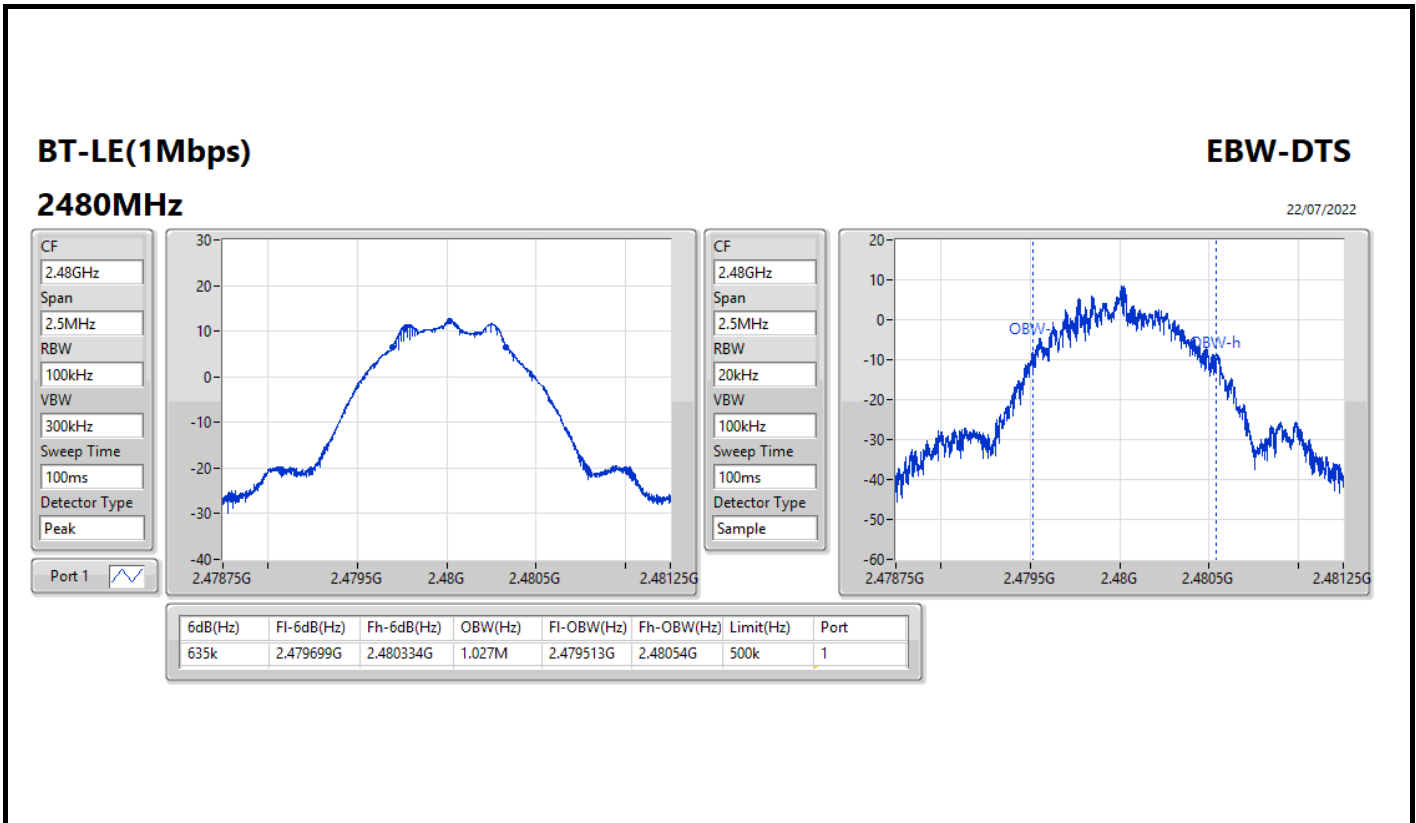 BT-LE(1Mbps)
EBW-DTS
2480MHz
22/07/2022
CF
2.48GHz
Span
2.5MHz
RBW
100kHz
VBW
300kHz
Sweep Time
100ms
Detector Type
Peak
Port 1
30
20
10
0
-10
-20
-30
-40
2.47875G 2.4795G 2.48G 2.4805G 2.48125G
CF
2.48GHz
Span
2.5MHz
RBW
20kHz
VBW
100kHz
Sweep Time
100ms
Detector Type
Sample
20
10
0
-10
-20
-30
-40
-50
-60
OBW-l
OBW-h
2.47875G 2.4795G 2.48G 2.4805G 2.48125G
6dB(Hz) Fl-6dB(Hz) Fh-6dB(Hz) OBW(Hz) Fl-OBW(Hz) Fh-OBW(Hz) Limit(Hz) Port
635k 2.479699G 2.480334G 1.027M 2.479513G 2.48054G 500k 1